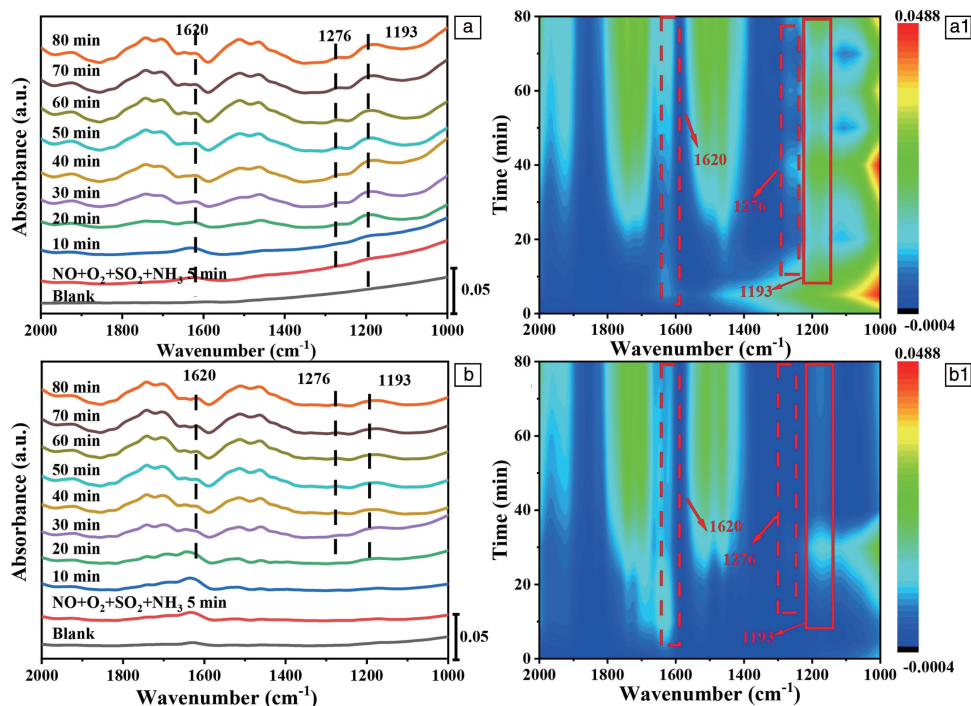 1620 1276 1193 a
80 min
70 min
60 min
50 min
40 min
30 min
20 min
10 min
NO+O₂+SO₂+NH₃ 5 min
Blank
0.05
Absorbance (a.u.)
2000 1800 1600 1400 1200 1000
Wavenumber (cm⁻¹)
a1
0.0488
80
60
40
20
0
Time (min)
1620
1276
1193
-0.0004
2000 1800 1600 1400 1200 1000
Wavenumber (cm⁻¹)
1620 1276 1193 b
80 min
70 min
60 min
50 min
40 min
30 min
20 min
10 min
NO+O₂+SO₂+NH₃ 5 min
Blank
0.05
Absorbance (a.u.)
2000 1800 1600 1400 1200 1000
Wavenumber (cm⁻¹)
b1
0.0488
80
60
40
20
0
Time (min)
1620
1276
1193
-0.0004
2000 1800 1600 1400 1200 1000
Wavenumber (cm⁻¹)